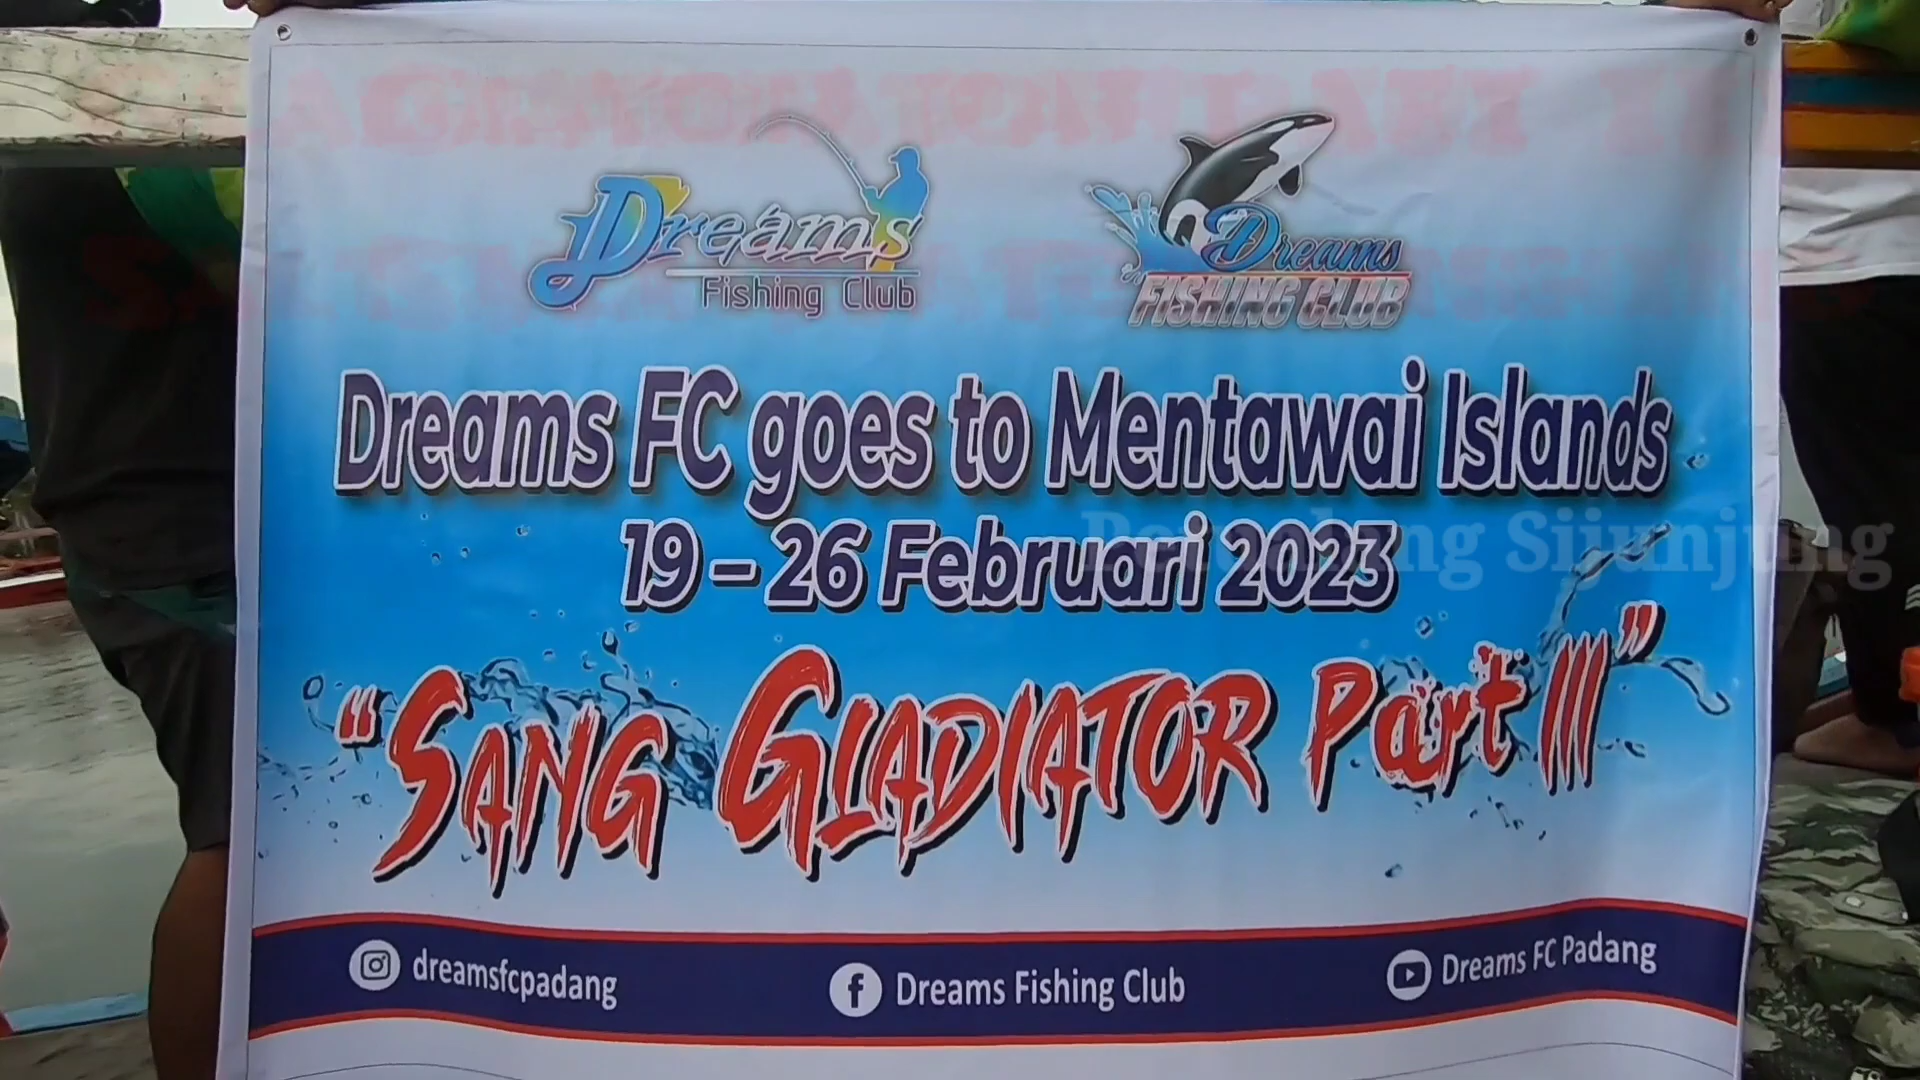 Dreams
Fishing Club
Dreams
FISHING CLUB
Dreams FC goes to Mentawai Islands
19 – 26 Februari 2023
"SANG GLADIATOR Part III"
dreamsfcpadang
Dreams Fishing Club
Dreams FC Padang
Sijunjung